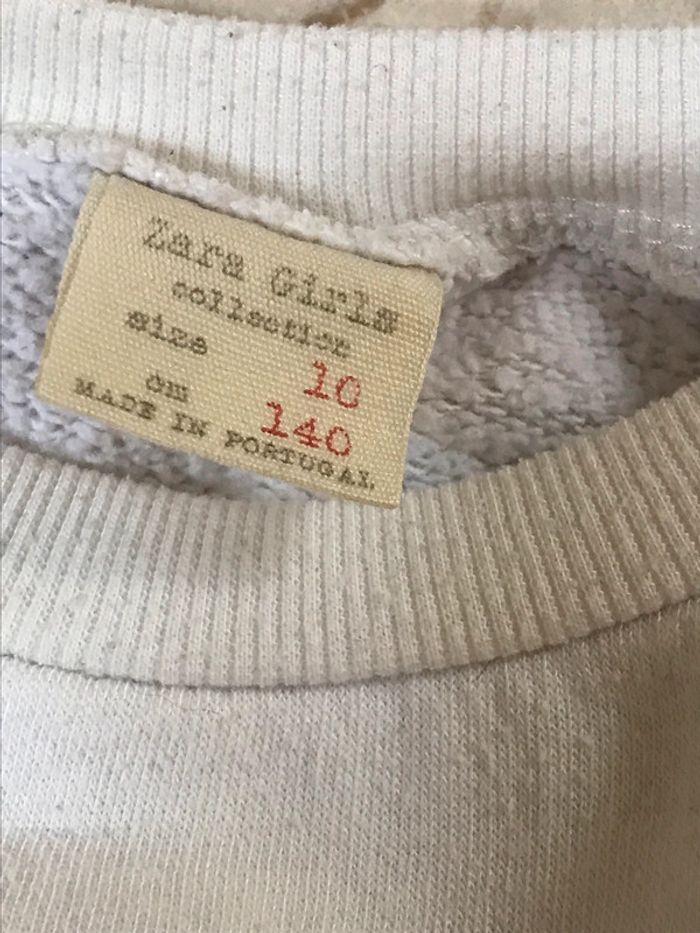 Zara Girls
collection
size 10
cm 140
MADE IN PORTUGAL